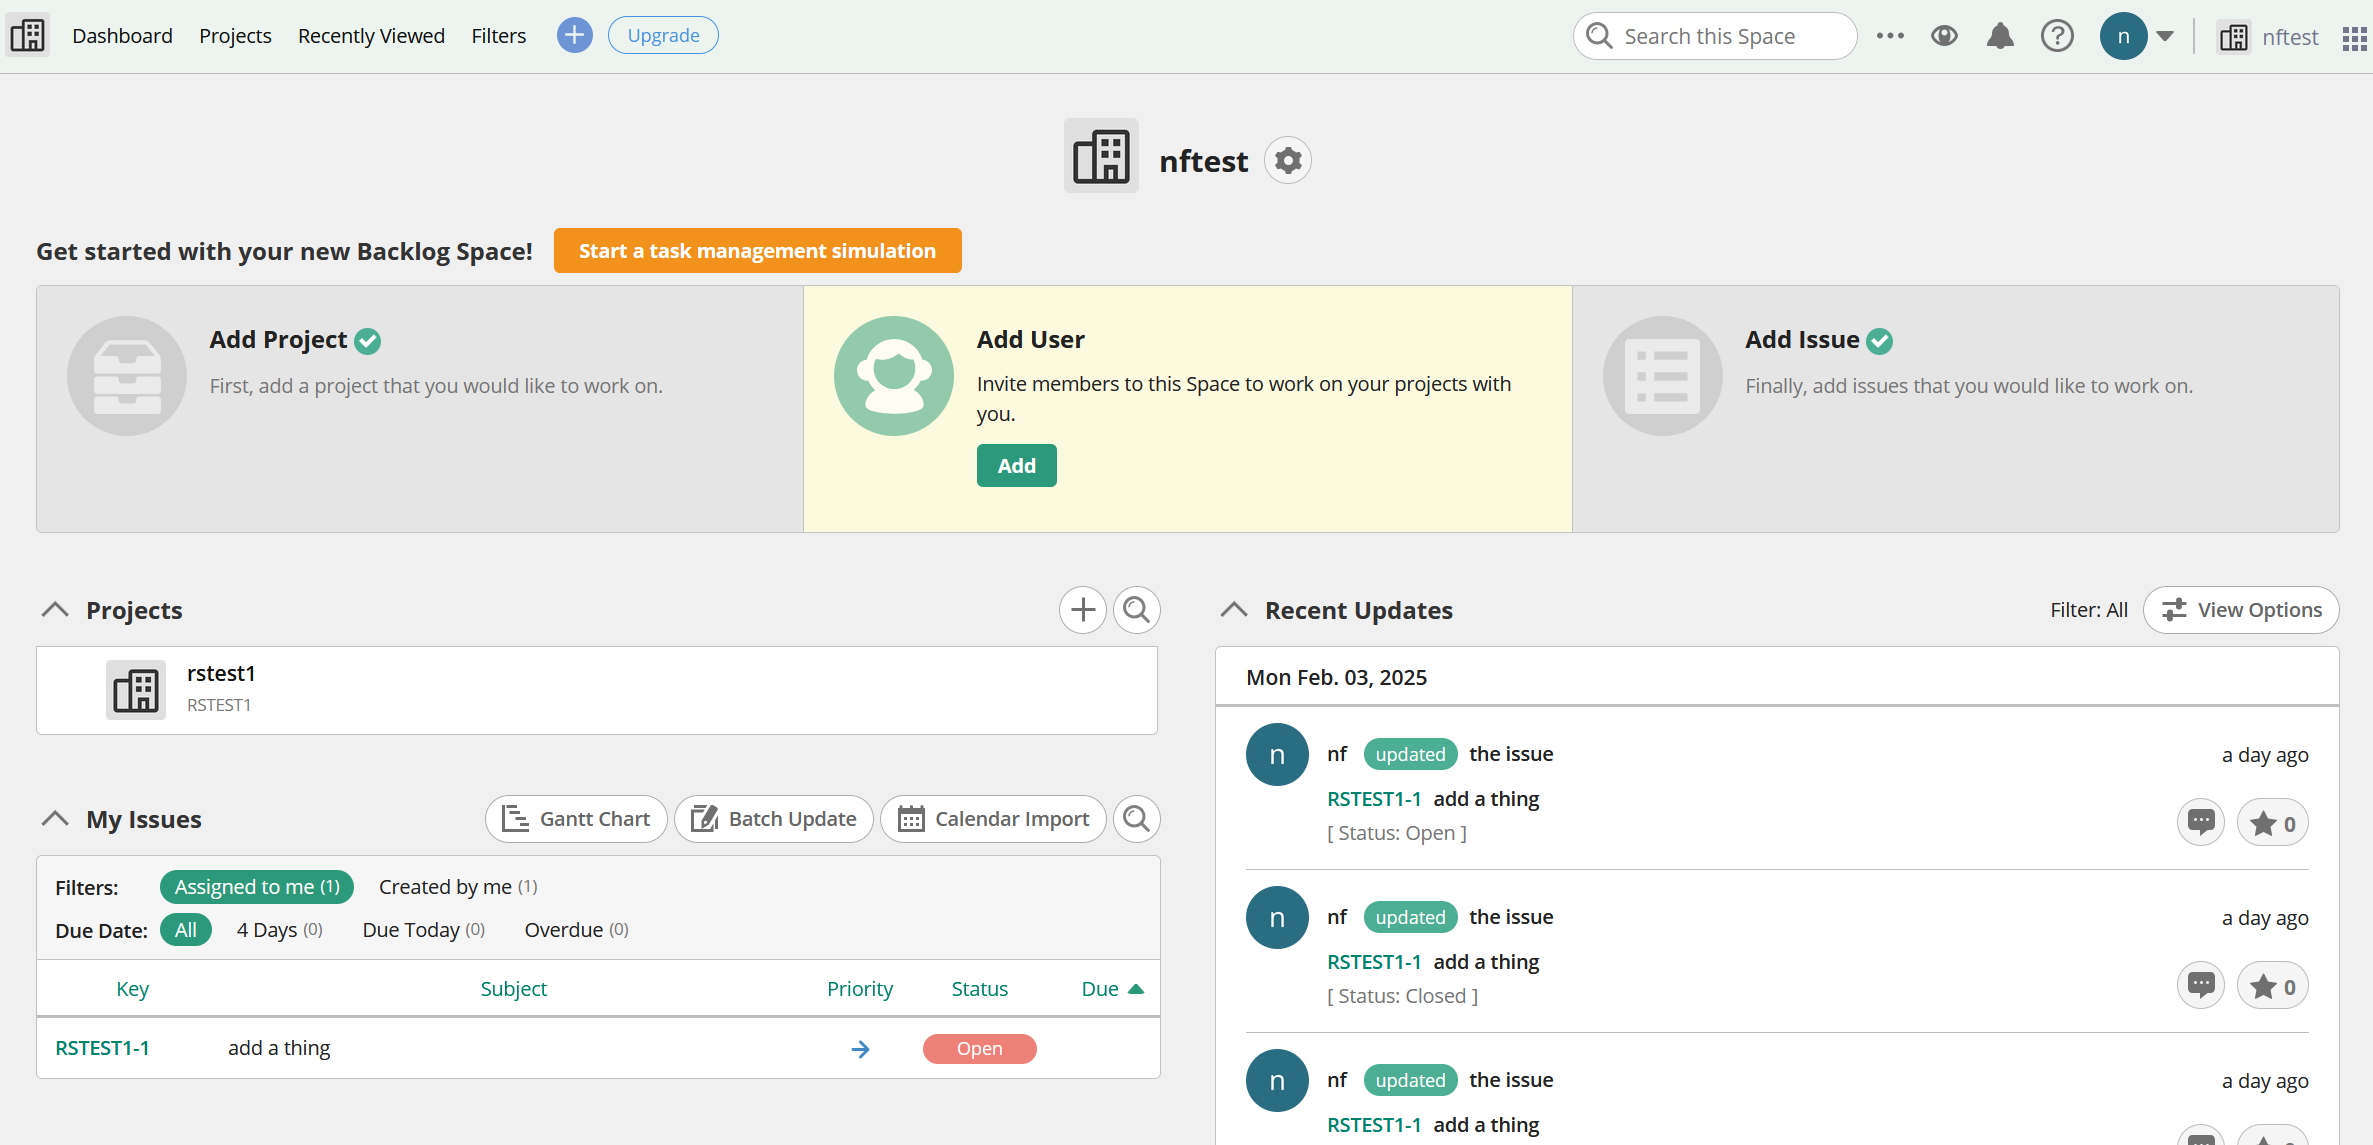 Dashboard Projects Recently Viewed Filters Upgrade Search this Space n nftest
nftest
Get started with your new Backlog Space! Start a task management simulation
Add Project
First, add a project that you would like to work on.
Add User
Invite members to this Space to work on your projects with
you.
Add
Add Issue
Finally, add issues that you would like to work on.
Projects
rstest1
RSTEST1
My Issues Gantt Chart Batch Update Calendar Import
Filters: Assigned to me (1) Created by me (1)
Due Date: All 4 Days (0) Due Today (0) Overdue (0)
Key Subject Priority Status Due
RSTEST1-1 add a thing Open
Recent Updates Filter: All View Options
Mon Feb. 03, 2025
n nf updated the issue a day ago
RSTEST1-1 add a thing
[ Status: Open ] 0
n nf updated the issue a day ago
RSTEST1-1 add a thing
[ Status: Closed ] 0
n nf updated the issue a day ago
RSTEST1-1 add a thing